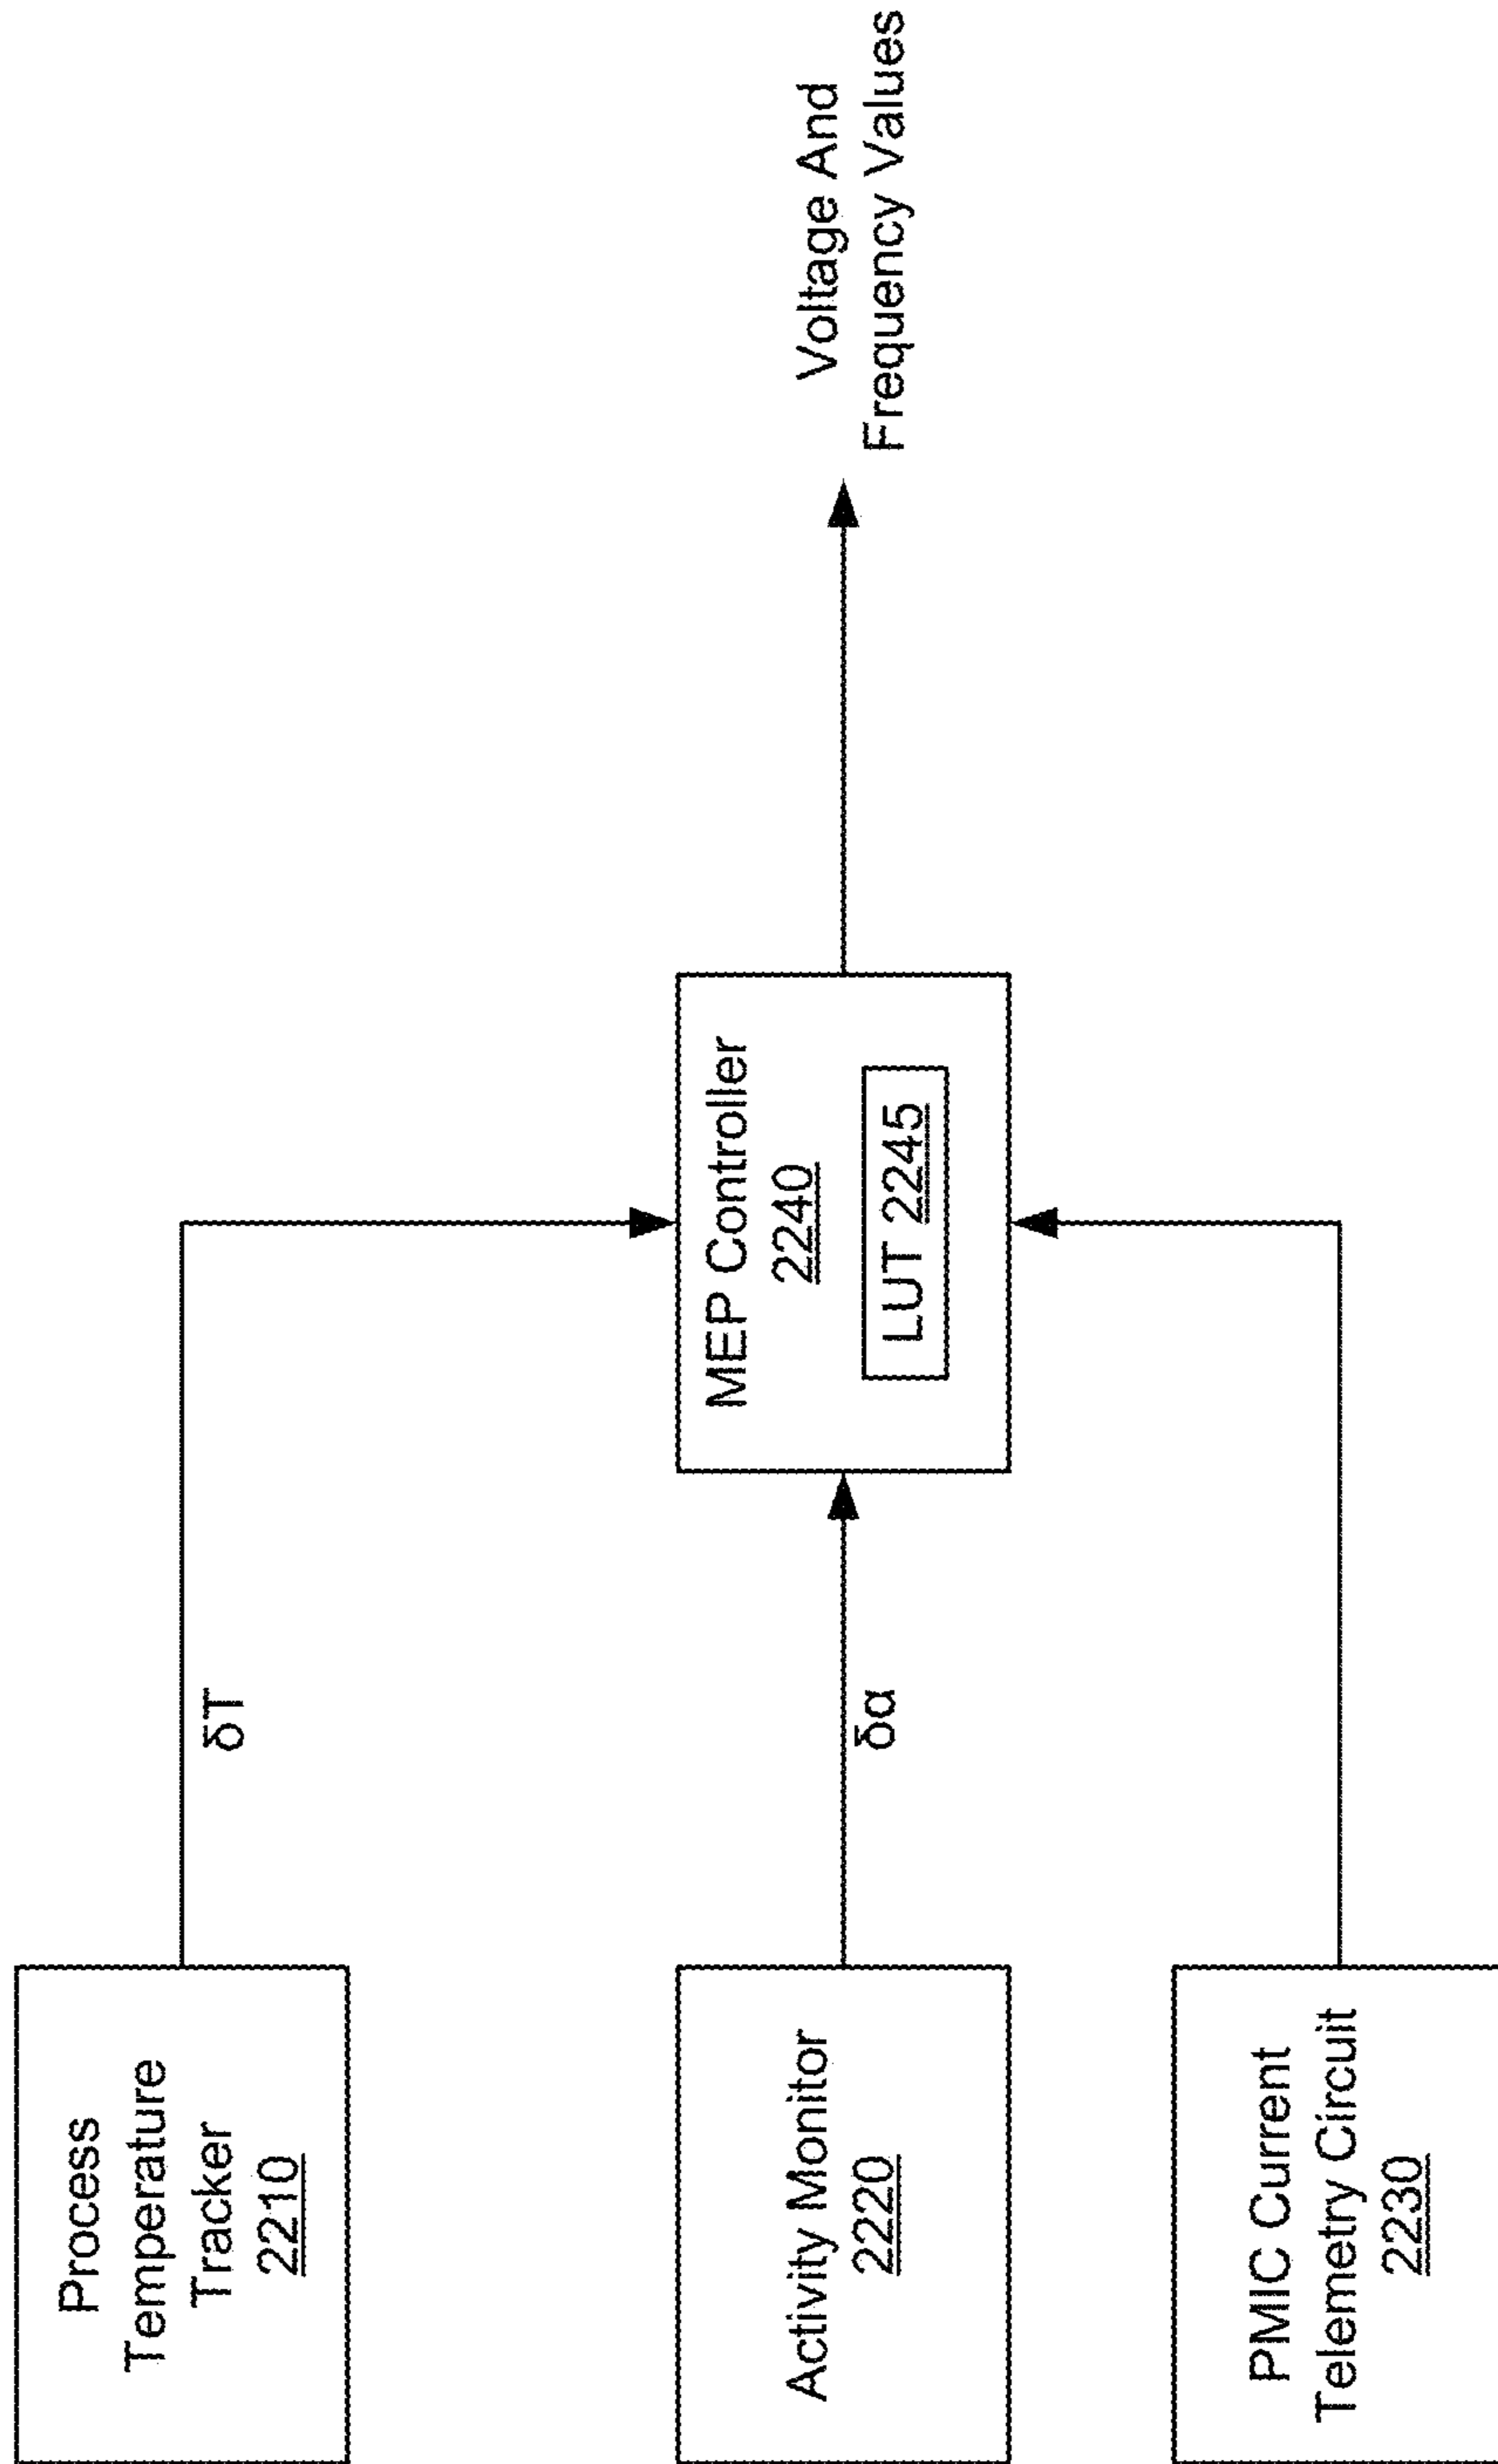 Process
Temperature
Tracker
2210
δT
Activity Monitor
2220
δα
PMIC Current
Telemetry Circuit
2230
MEP Controller
2240
LUT 2245
Voltage And
Frequency Values